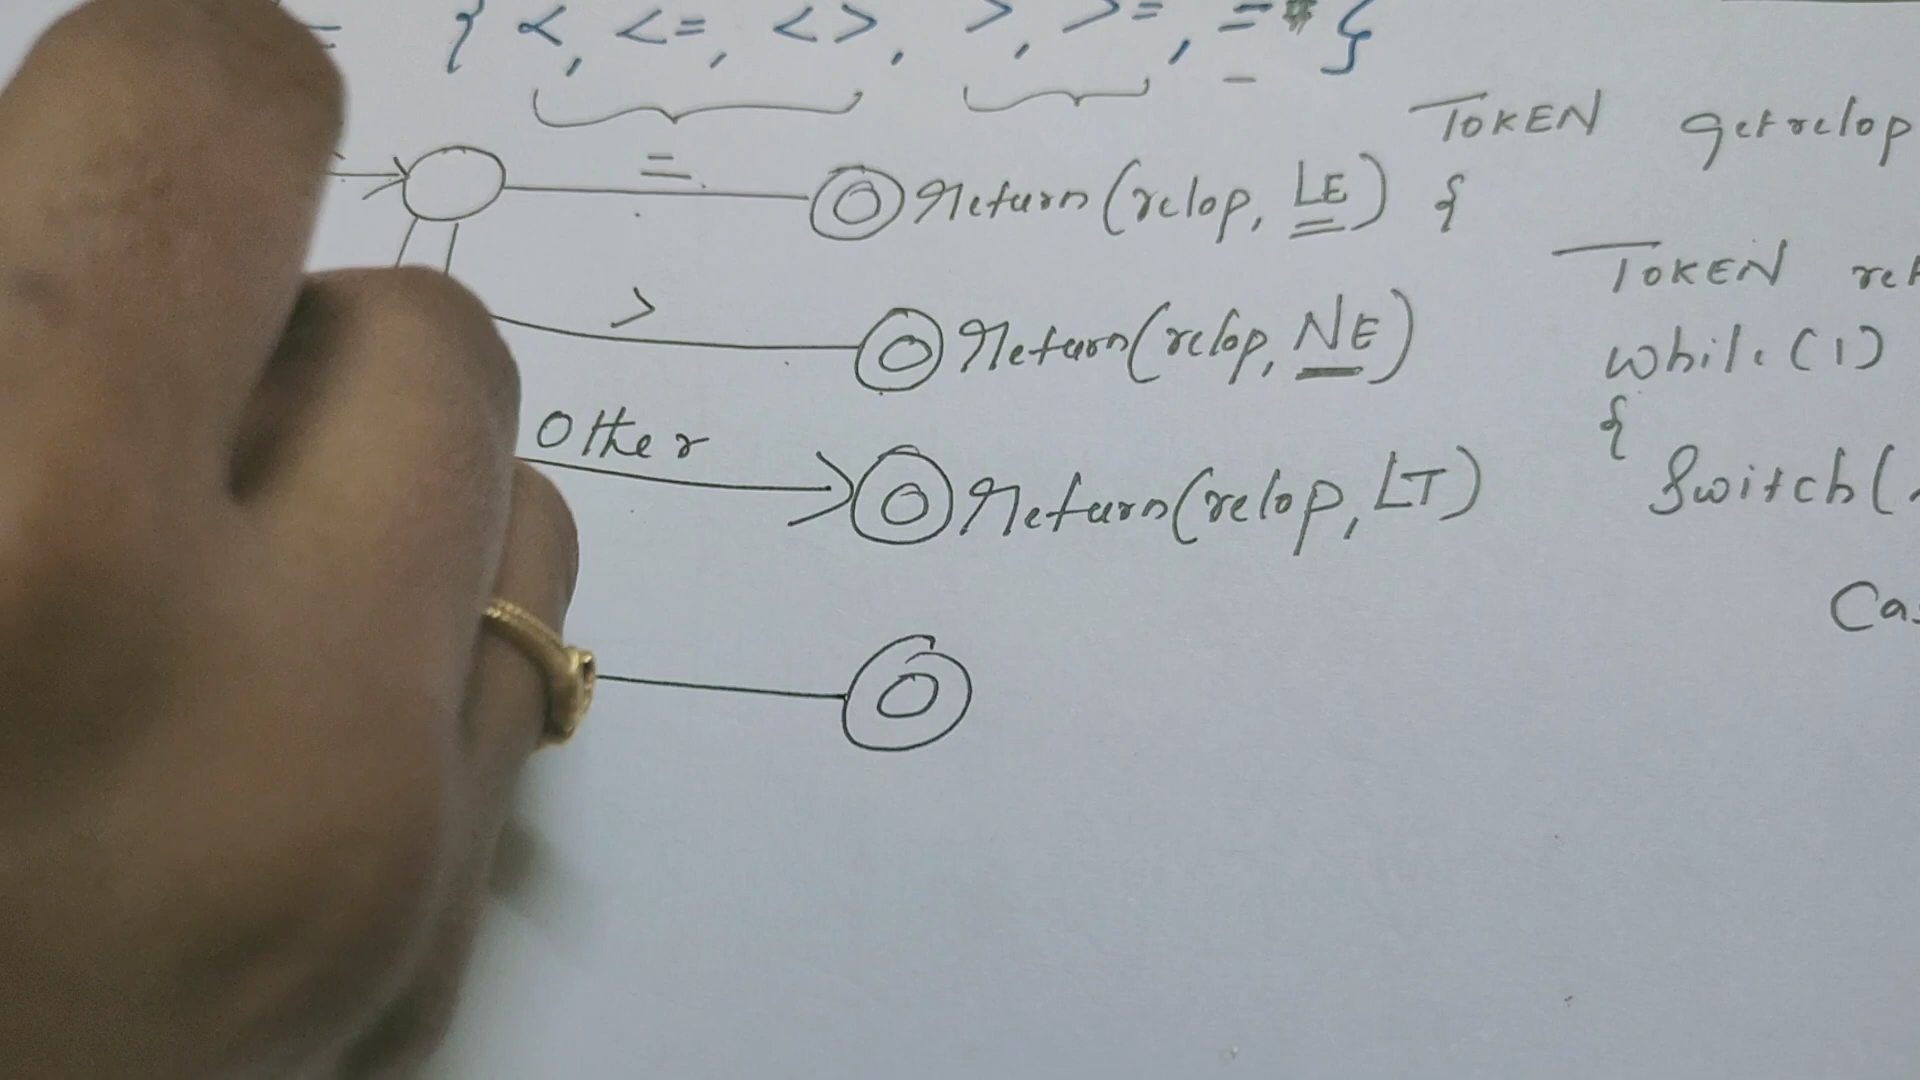 = { <, <=, <>, >, >=, = }
TOKEN getrelop
= return (relop, LE) {
TOKEN
> return (relop, NE)
while (1)
{
Other return (relop, LT)
Switch (